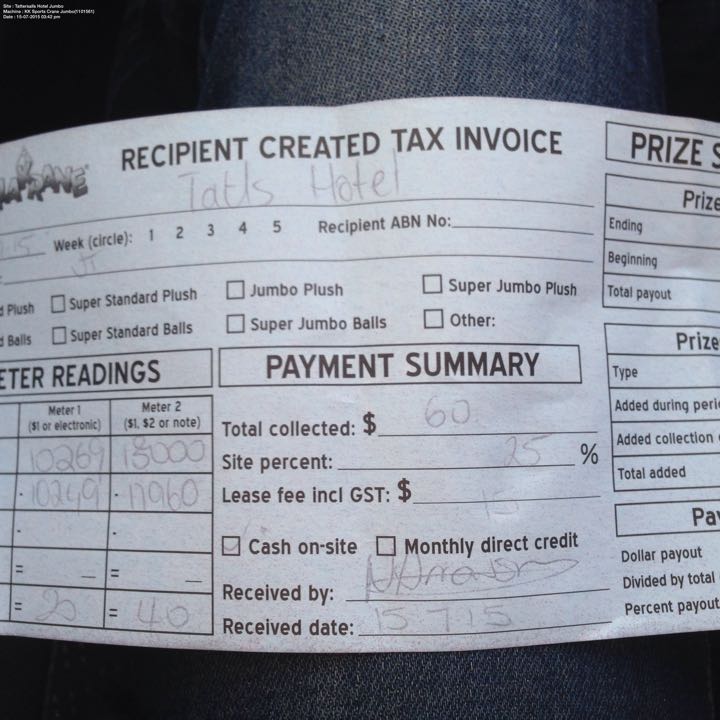 Site : Tattersalls Hotel Jumbo
Machine : KK Sports Crane Jumbo(1101561)
Date : 15-07-2015 03:42 pm
RECIPIENT CREATED TAX INVOICE
Tatts Hotel
Week (circle): 1 2 3 4 5 Recipient ABN No:
JT
Plush Super Standard Plush Jumbo Plush Super Jumbo Plush
Balls Super Standard Balls Super Jumbo Balls Other:
ETER READINGS
Meter 1 Meter 2
($1 or electronic) ($1, $2 or note)
10269 13000
- 10249 - 12960
- -
= =
= 20 = 40
PAYMENT SUMMARY
Total collected: $ 60
Site percent: 25 %
Lease fee incl GST: $ 15
Cash on-site Monthly direct credit
Received by:
Received date: 15 7 15
PRIZE S
Prize
Ending
Beginning
Total payout
Prize
Type
Added during peri
Added collection
Total added
Pay
Dollar payout
Divided by total
Percent payout